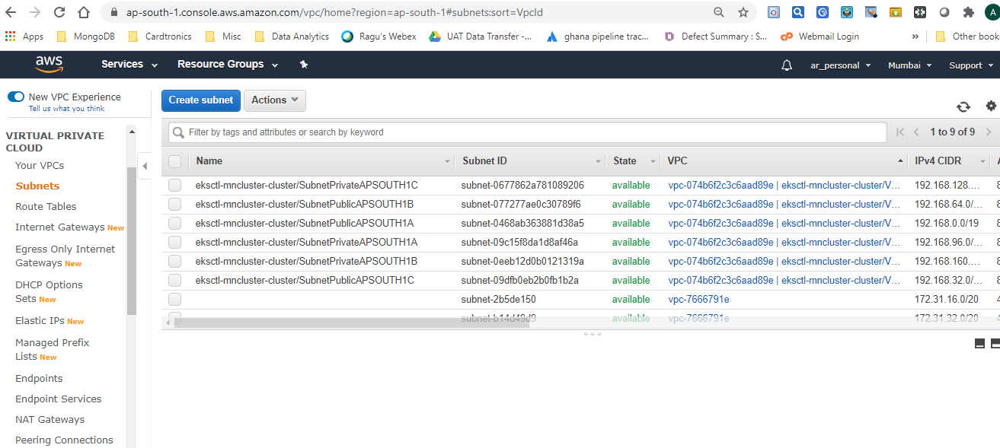 ap-south-1.console.aws.amazon.com/vpc/home?region=ap-south-1#subnets:sort=VpcId
A
Apps MongoDB Cardtronics Misc Data Analytics Ragu's Webex UAT Data Transfer -... ghana pipeline trac... Defect Summary : S... cP Webmail Login » Other book
aws Services Resource Groups ar_personal Mumbai Support
New VPC Experience
Tell us what you think
Create subnet Actions
VIRTUAL PRIVATE
CLOUD
Your VPCs
Subnets
Route Tables
Internet Gateways New
Egress Only Internet
Gateways New
DHCP Options
Sets New
Elastic IPs New
Managed Prefix
Lists New
Endpoints
Endpoint Services
NAT Gateways
Peering Connections
Filter by tags and attributes or search by keyword 1 to 9 of 9
Name Subnet ID State VPC IPv4 CIDR
eksctl-mncluster-cluster/SubnetPrivateAPSOUTH1C subnet-0677862a781089206 available vpc-074b6f2c3c6aad89e | eksctl-mncluster-cluster/V... 192.168.128....
eksctl-mncluster-cluster/SubnetPublicAPSOUTH1B subnet-077277ae0c30789f6 available vpc-074b6f2c3c6aad89e | eksctl-mncluster-cluster/V... 192.168.64.0/...
eksctl-mncluster-cluster/SubnetPublicAPSOUTH1A subnet-0468ab363881d38a5 available vpc-074b6f2c3c6aad89e | eksctl-mncluster-cluster/V... 192.168.0.0/19
eksctl-mncluster-cluster/SubnetPrivateAPSOUTH1A subnet-09c15f8da1d8af46a available vpc-074b6f2c3c6aad89e | eksctl-mncluster-cluster/V... 192.168.96.0/...
eksctl-mncluster-cluster/SubnetPrivateAPSOUTH1B subnet-0eeb12d0b0121319a available vpc-074b6f2c3c6aad89e | eksctl-mncluster-cluster/V... 192.168.160....
eksctl-mncluster-cluster/SubnetPublicAPSOUTH1C subnet-09dfb0eb2b0fb1b2a available vpc-074b6f2c3c6aad89e | eksctl-mncluster-cluster/V... 192.168.32.0/...
subnet-2b5de150 available vpc-7666791e 172.31.16.0/20
subnet-b14d49d9 available vpc-7666791e 172.31.32.0/20